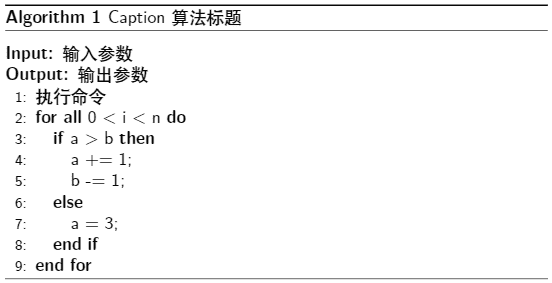 Algorithm 1 Caption 算法标题
Input: 输入参数
Output: 输出参数
1: 执行命令
2: for all 0 < i < n do
3: if a > b then
4: a += 1;
5: b -= 1;
6: else
7: a = 3;
8: end if
9: end for